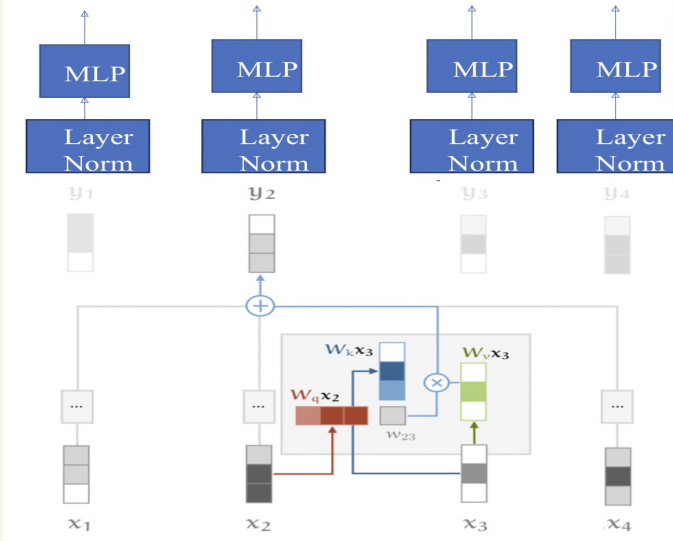 MLP MLP MLP MLP
Layer Layer Layer Layer
Norm Norm Norm Norm
y1 y2 y3 y4
Wkx3 Wvx3
Wqx2
... ... ...
w23
x1 x2 x3 x4